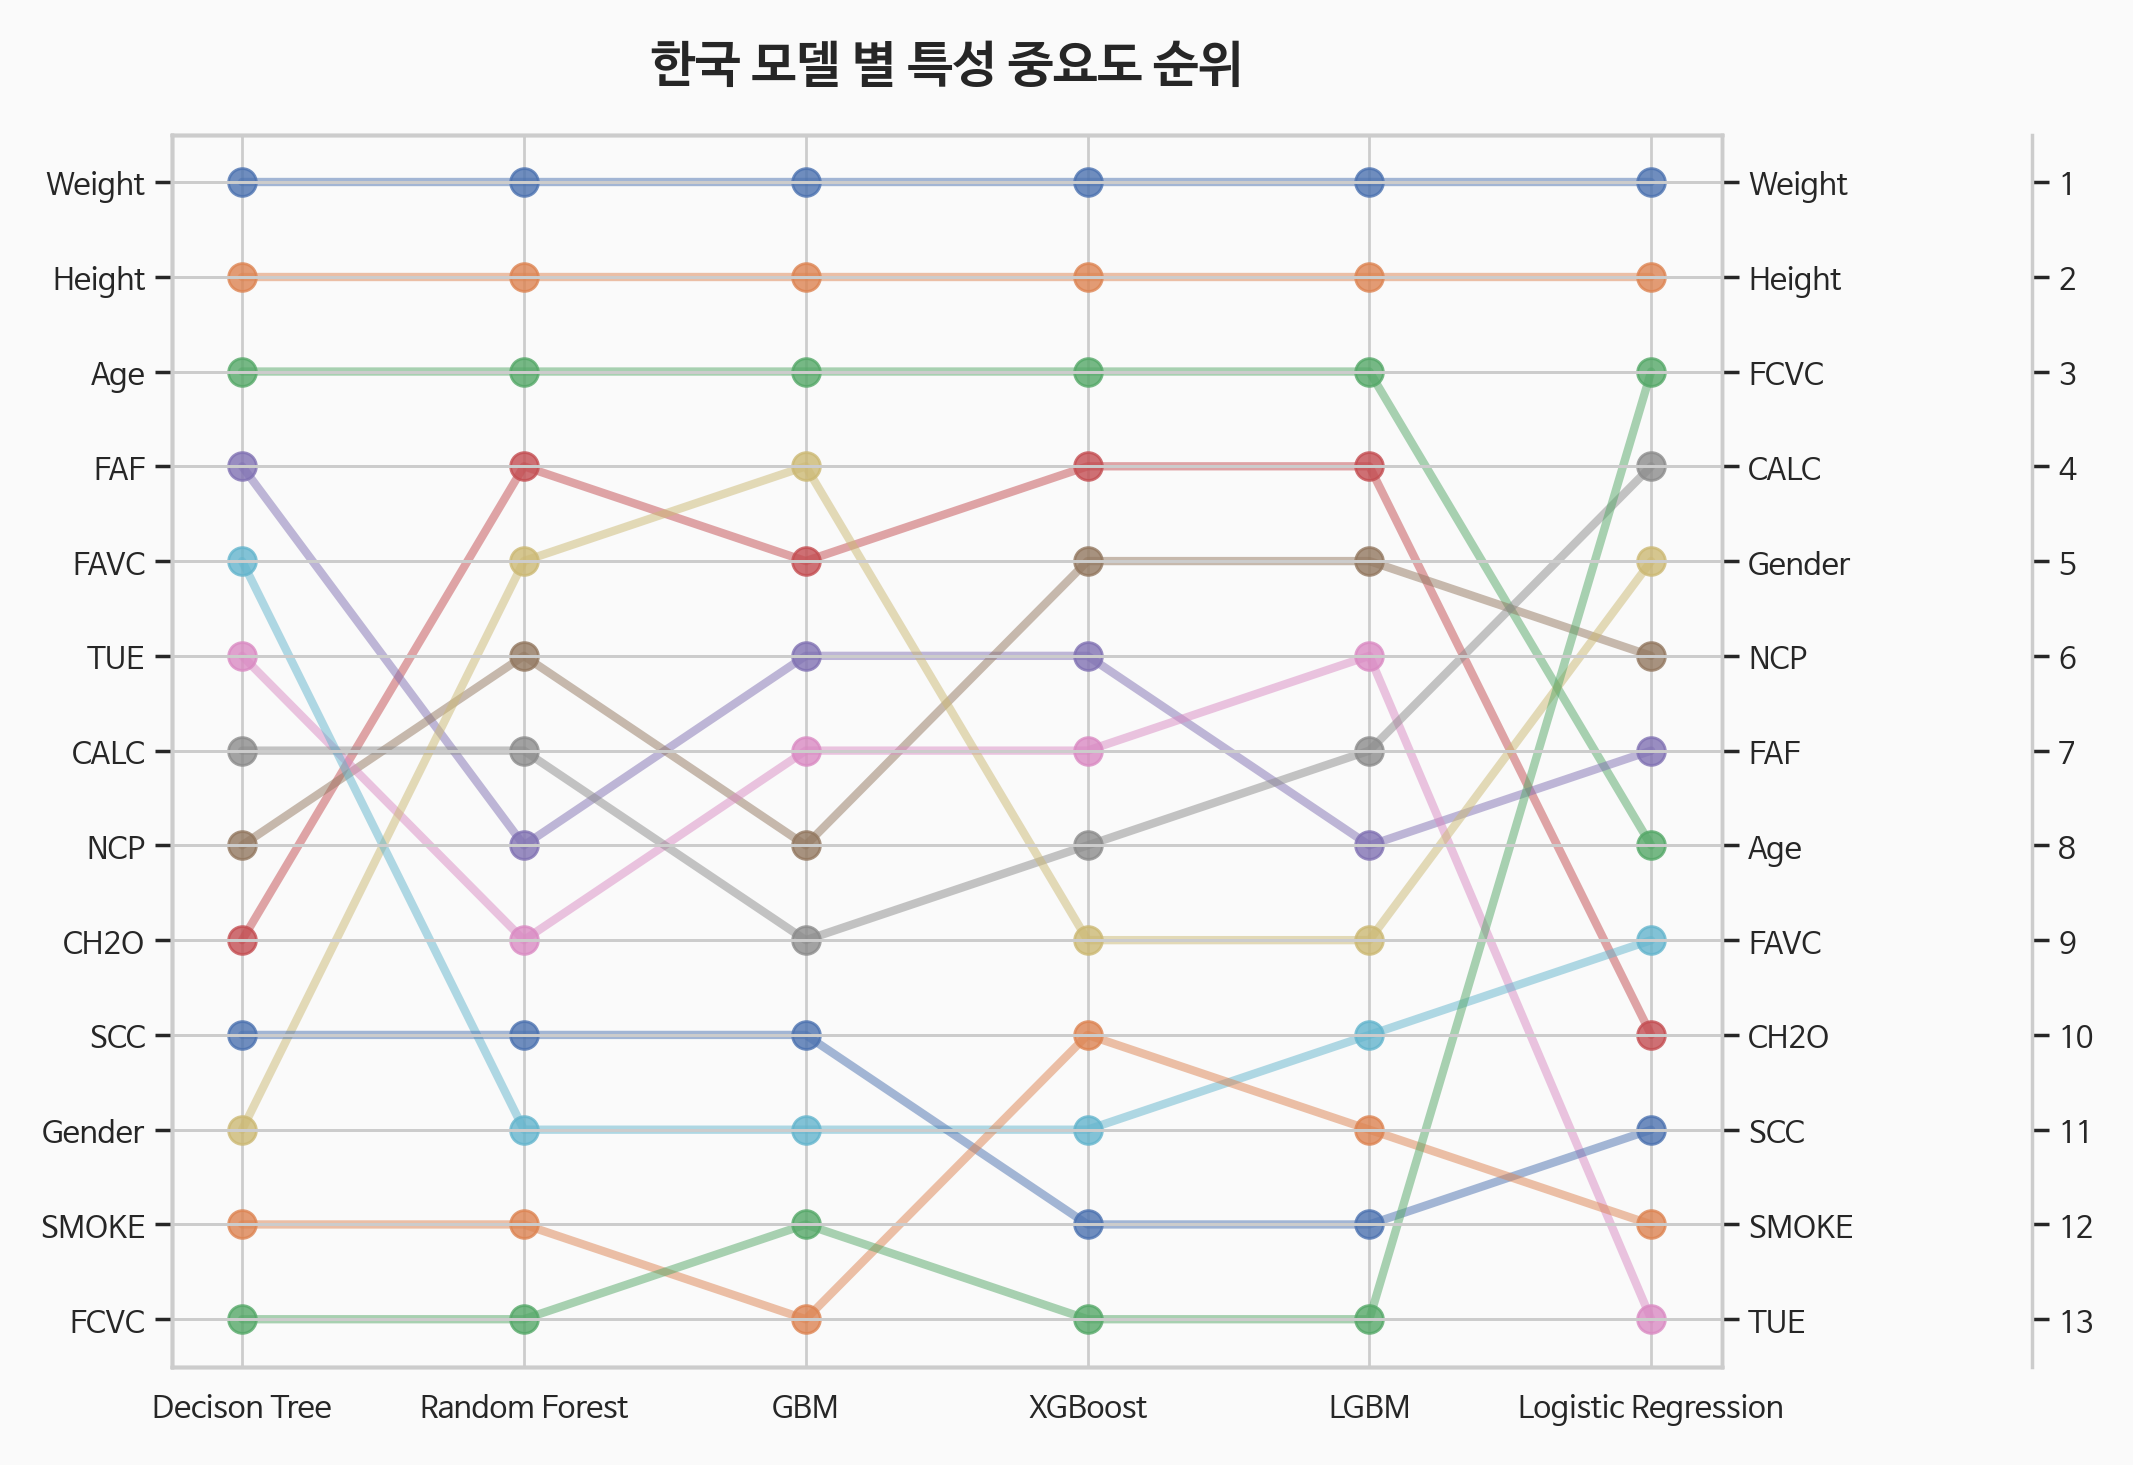 한국 모델 별 특성 중요도 순위
Weight Weight 1
Height Height 2
Age FCVC 3
FAF CALC 4
FAVC Gender 5
TUE NCP 6
CALC FAF 7
NCP Age 8
CH2O FAVC 9
SCC CH2O 10
Gender SCC 11
SMOKE SMOKE 12
FCVC TUE 13
Decison Tree Random Forest GBM XGBoost LGBM Logistic Regression